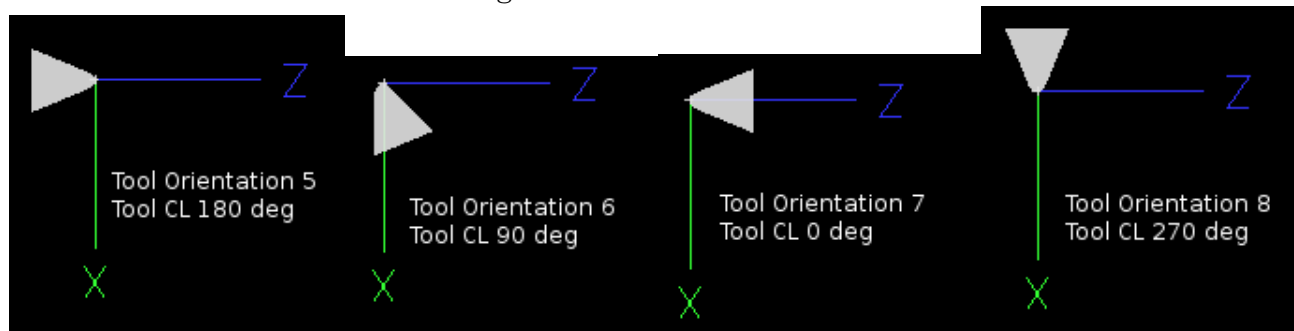 Z
Tool Orientation 5
Tool CL 180 deg
X
Z
Tool Orientation 6
Tool CL 90 deg
X
Z
Tool Orientation 7
Tool CL 0 deg
X
Z
Tool Orientation 8
Tool CL 270 deg
X